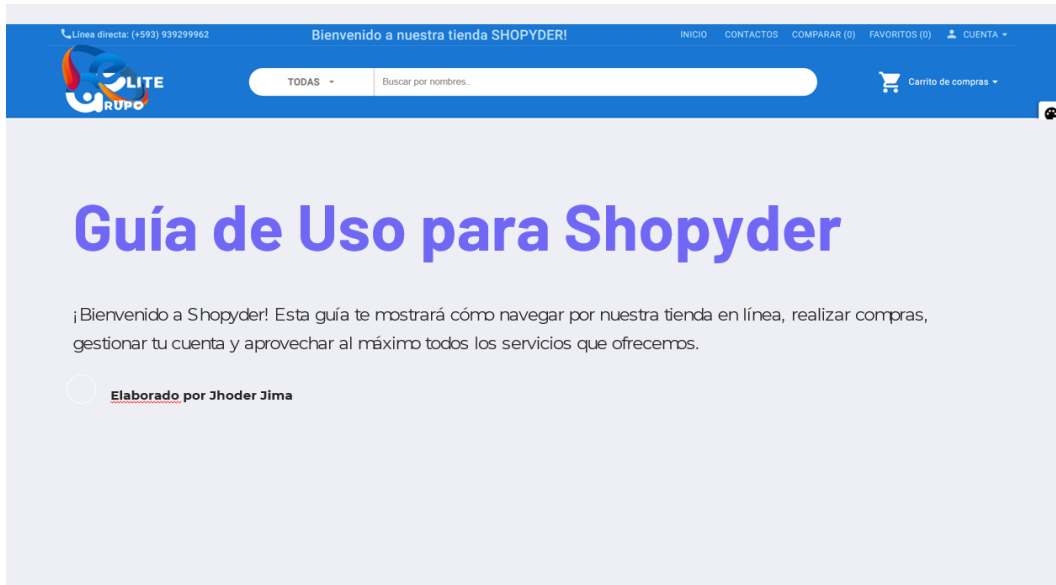 Línea directa: (+593) 939299962
Bienvenido a nuestra tienda SHOPYDER!
INICIO CONTACTOS COMPARAR (0) FAVORITOS (0) CUENTA
ELITE
GRUPO
TODAS
Buscar por nombres..
Carrito de compras
Guía de Uso para Shopyder
¡Bienvenido a Shopyder! Esta guía te mostrará cómo navegar por nuestra tienda en línea, realizar compras,
gestionar tu cuenta y aprovechar al máximo todos los servicios que ofrecemos.
Elaborado por Jhoder Jima